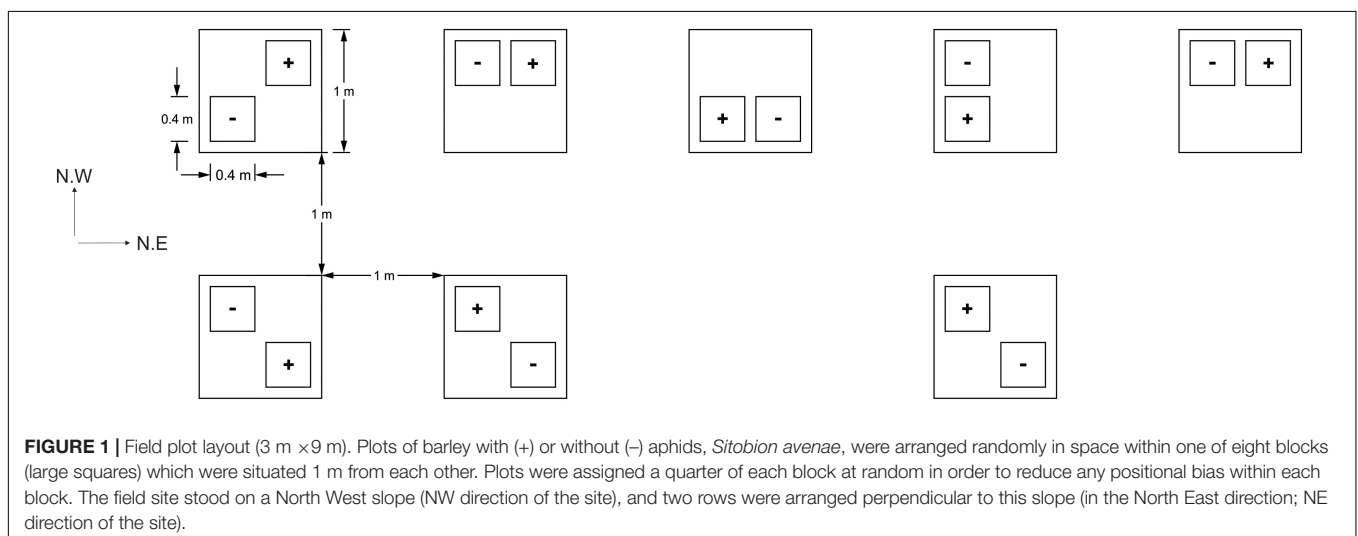 + - + - - +
1 m
- + + -
0.4 m
0.4 m
N.W
1 m
N.E
1 m
- + +
+ - -
FIGURE 1 | Field plot layout (3 m ×9 m). Plots of barley with (+) or without (–) aphids, Sitobion avenae, were arranged randomly in space within one of eight blocks
(large squares) which were situated 1 m from each other. Plots were assigned a quarter of each block at random in order to reduce any positional bias within each
block. The field site stood on a North West slope (NW direction of the site), and two rows were arranged perpendicular to this slope (in the North East direction; NE
direction of the site).